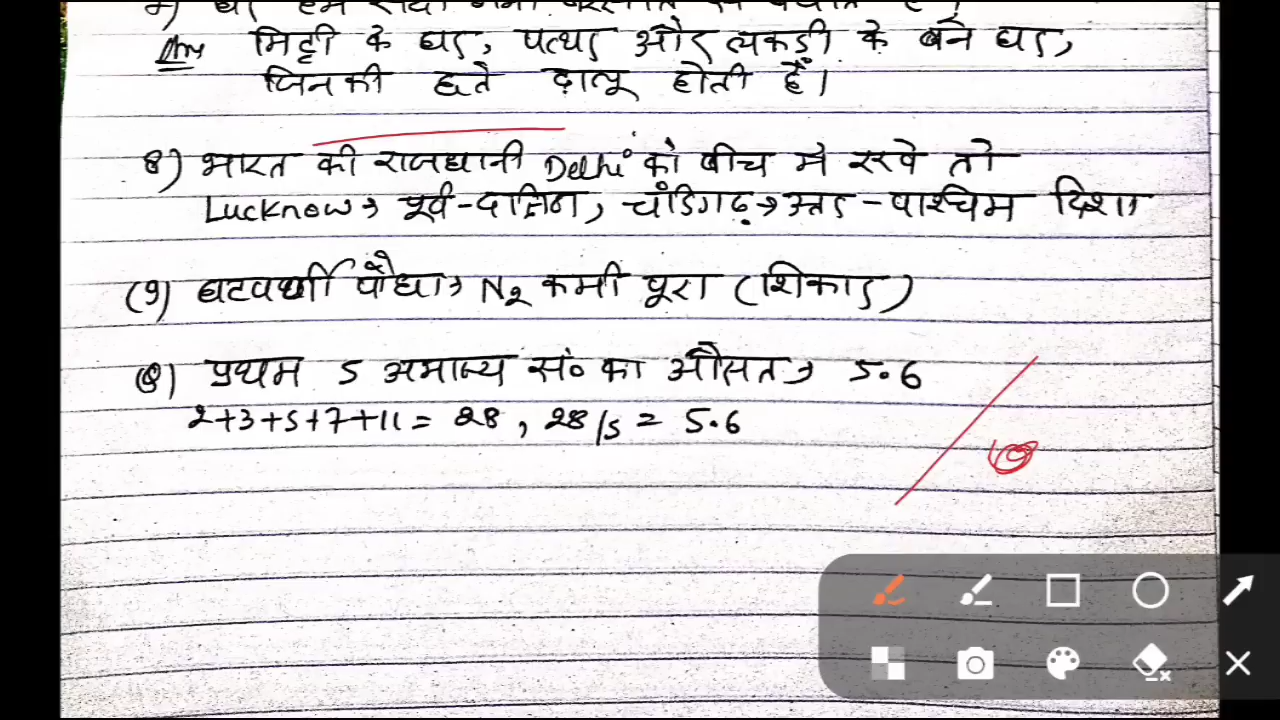 Ans मिट्टी के घर, पत्थर और लकड़ी के बने घर,
जिनकी छते ढ़ालू होती हैं।
8) भारत की राजधानी Delhi को बीच मे रखे तो
Lucknow→ पूर्व-दक्षिण, चंडिगढ़→ उत्तर-पश्चिम दिशा
(9) घटपर्णी पौधा→ N2 कमी पूरा (शिकार)
प्रथम 5 अभाज्य सं० का औसत→ 5.6
2+3+5+7+11= 28, 28/5 = 5.6